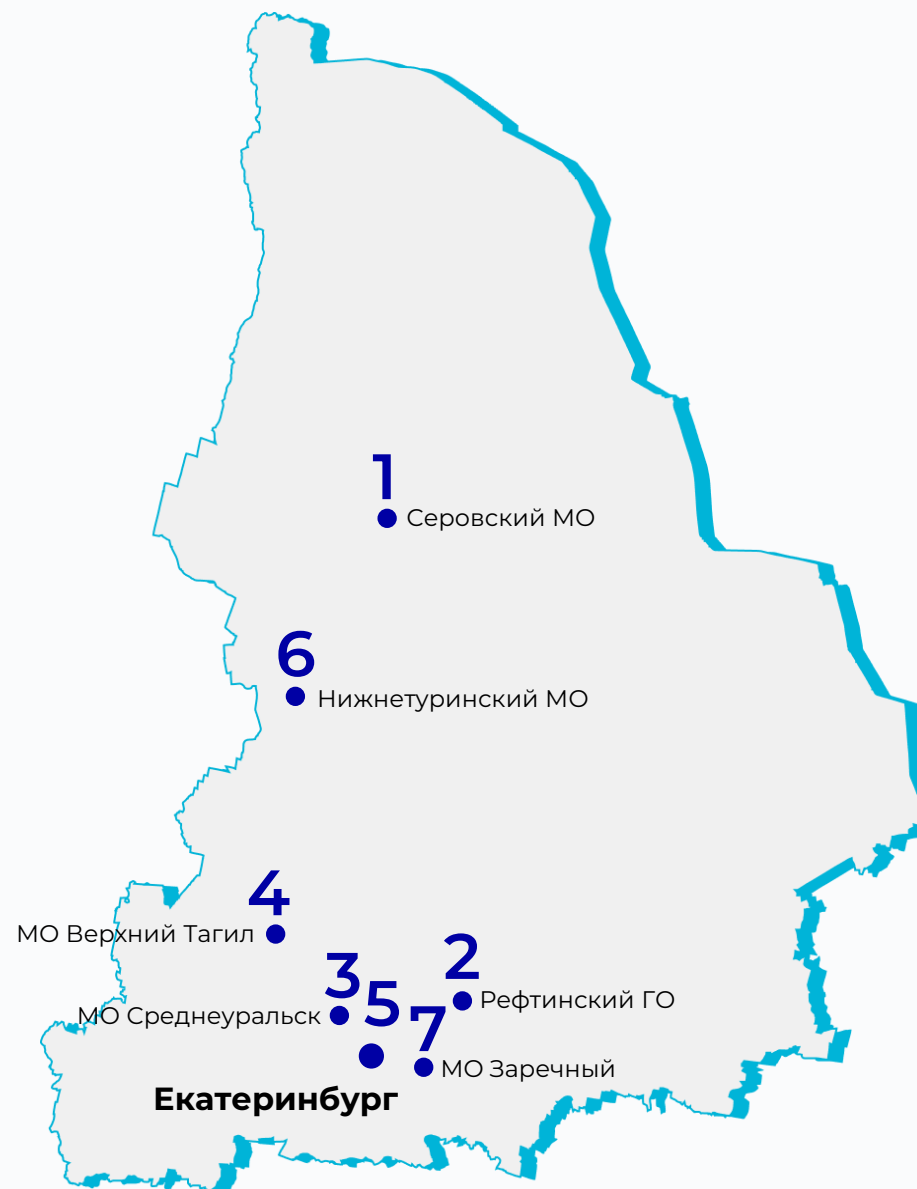 1
Серовский МО
6
Нижнетуринский МО
4
МО Верхний Тагил
2
Рефтинский ГО
3
МО Среднеуральск
5
Екатеринбург
7
МО Заречный